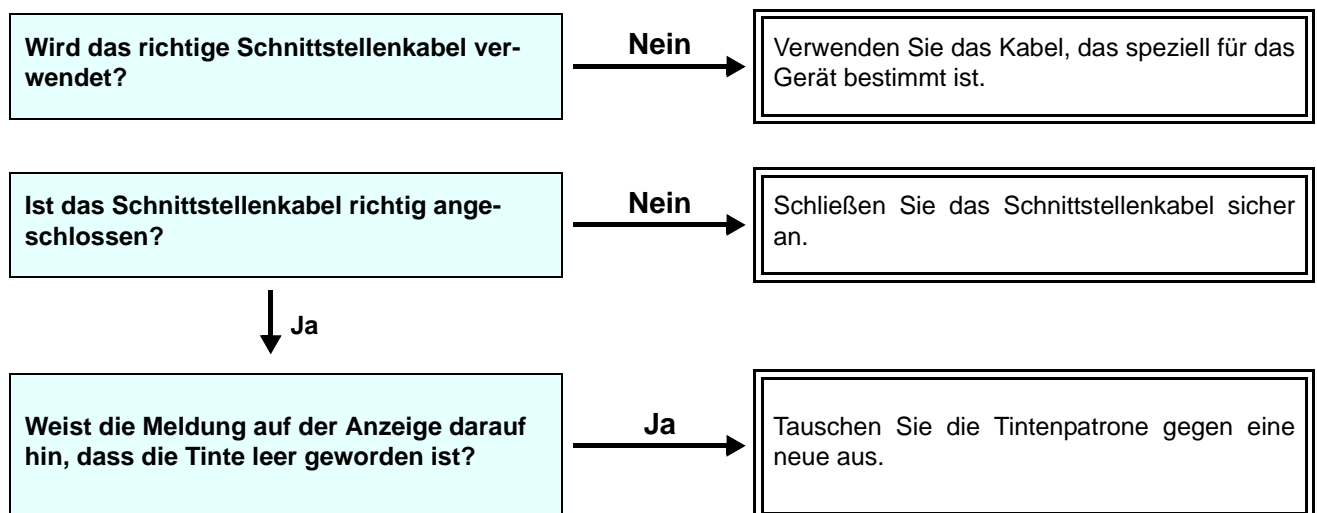 Wird das richtige Schnittstellenkabel ver-
wendet?
Nein
Verwenden Sie das Kabel, das speziell für das
Gerät bestimmt ist.
Ist das Schnittstellenkabel richtig ange-
schlossen?
Nein
Schließen Sie das Schnittstellenkabel sicher
an.
Ja
Weist die Meldung auf der Anzeige darauf
hin, dass die Tinte leer geworden ist?
Ja
Tauschen Sie die Tintenpatrone gegen eine
neue aus.